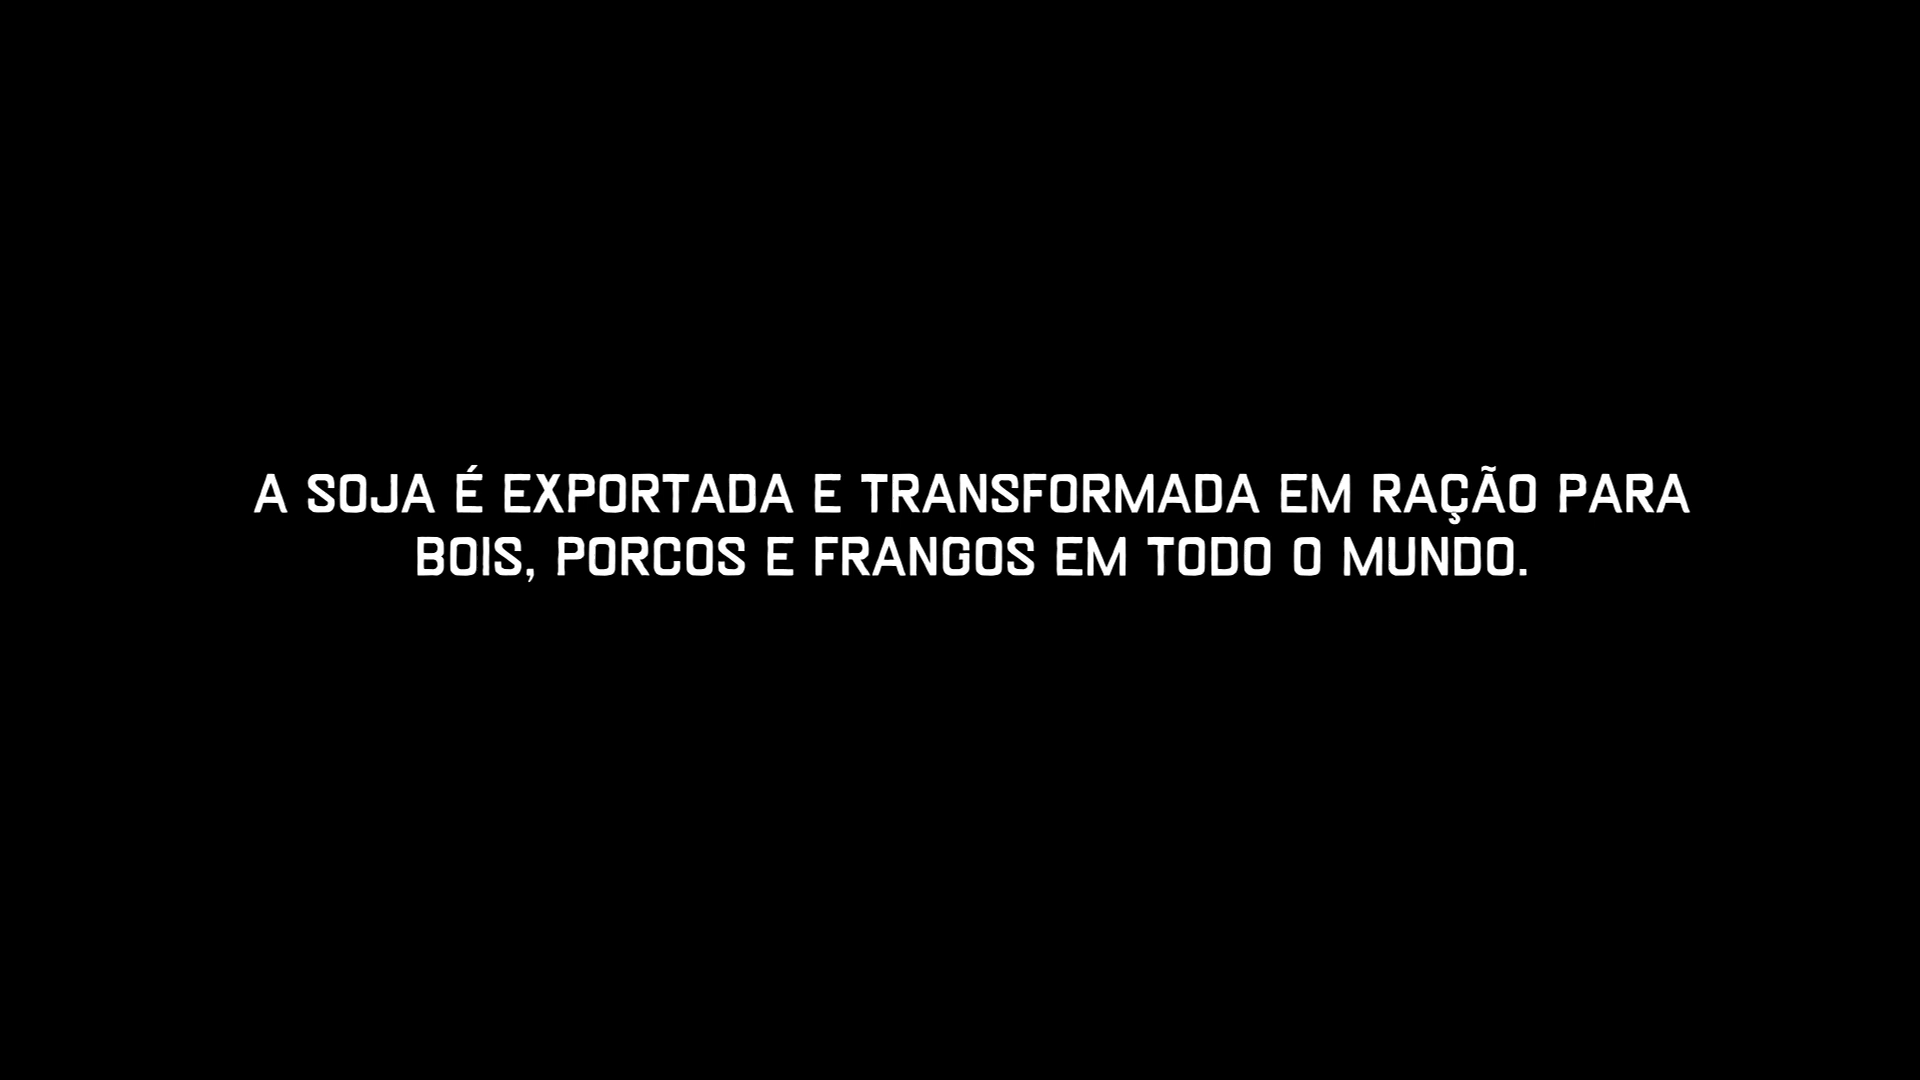 A SOJA É EXPORTADA E TRANSFORMADA EM RAÇÃO PARA
BOIS, PORCOS E FRANGOS EM TODO O MUNDO.